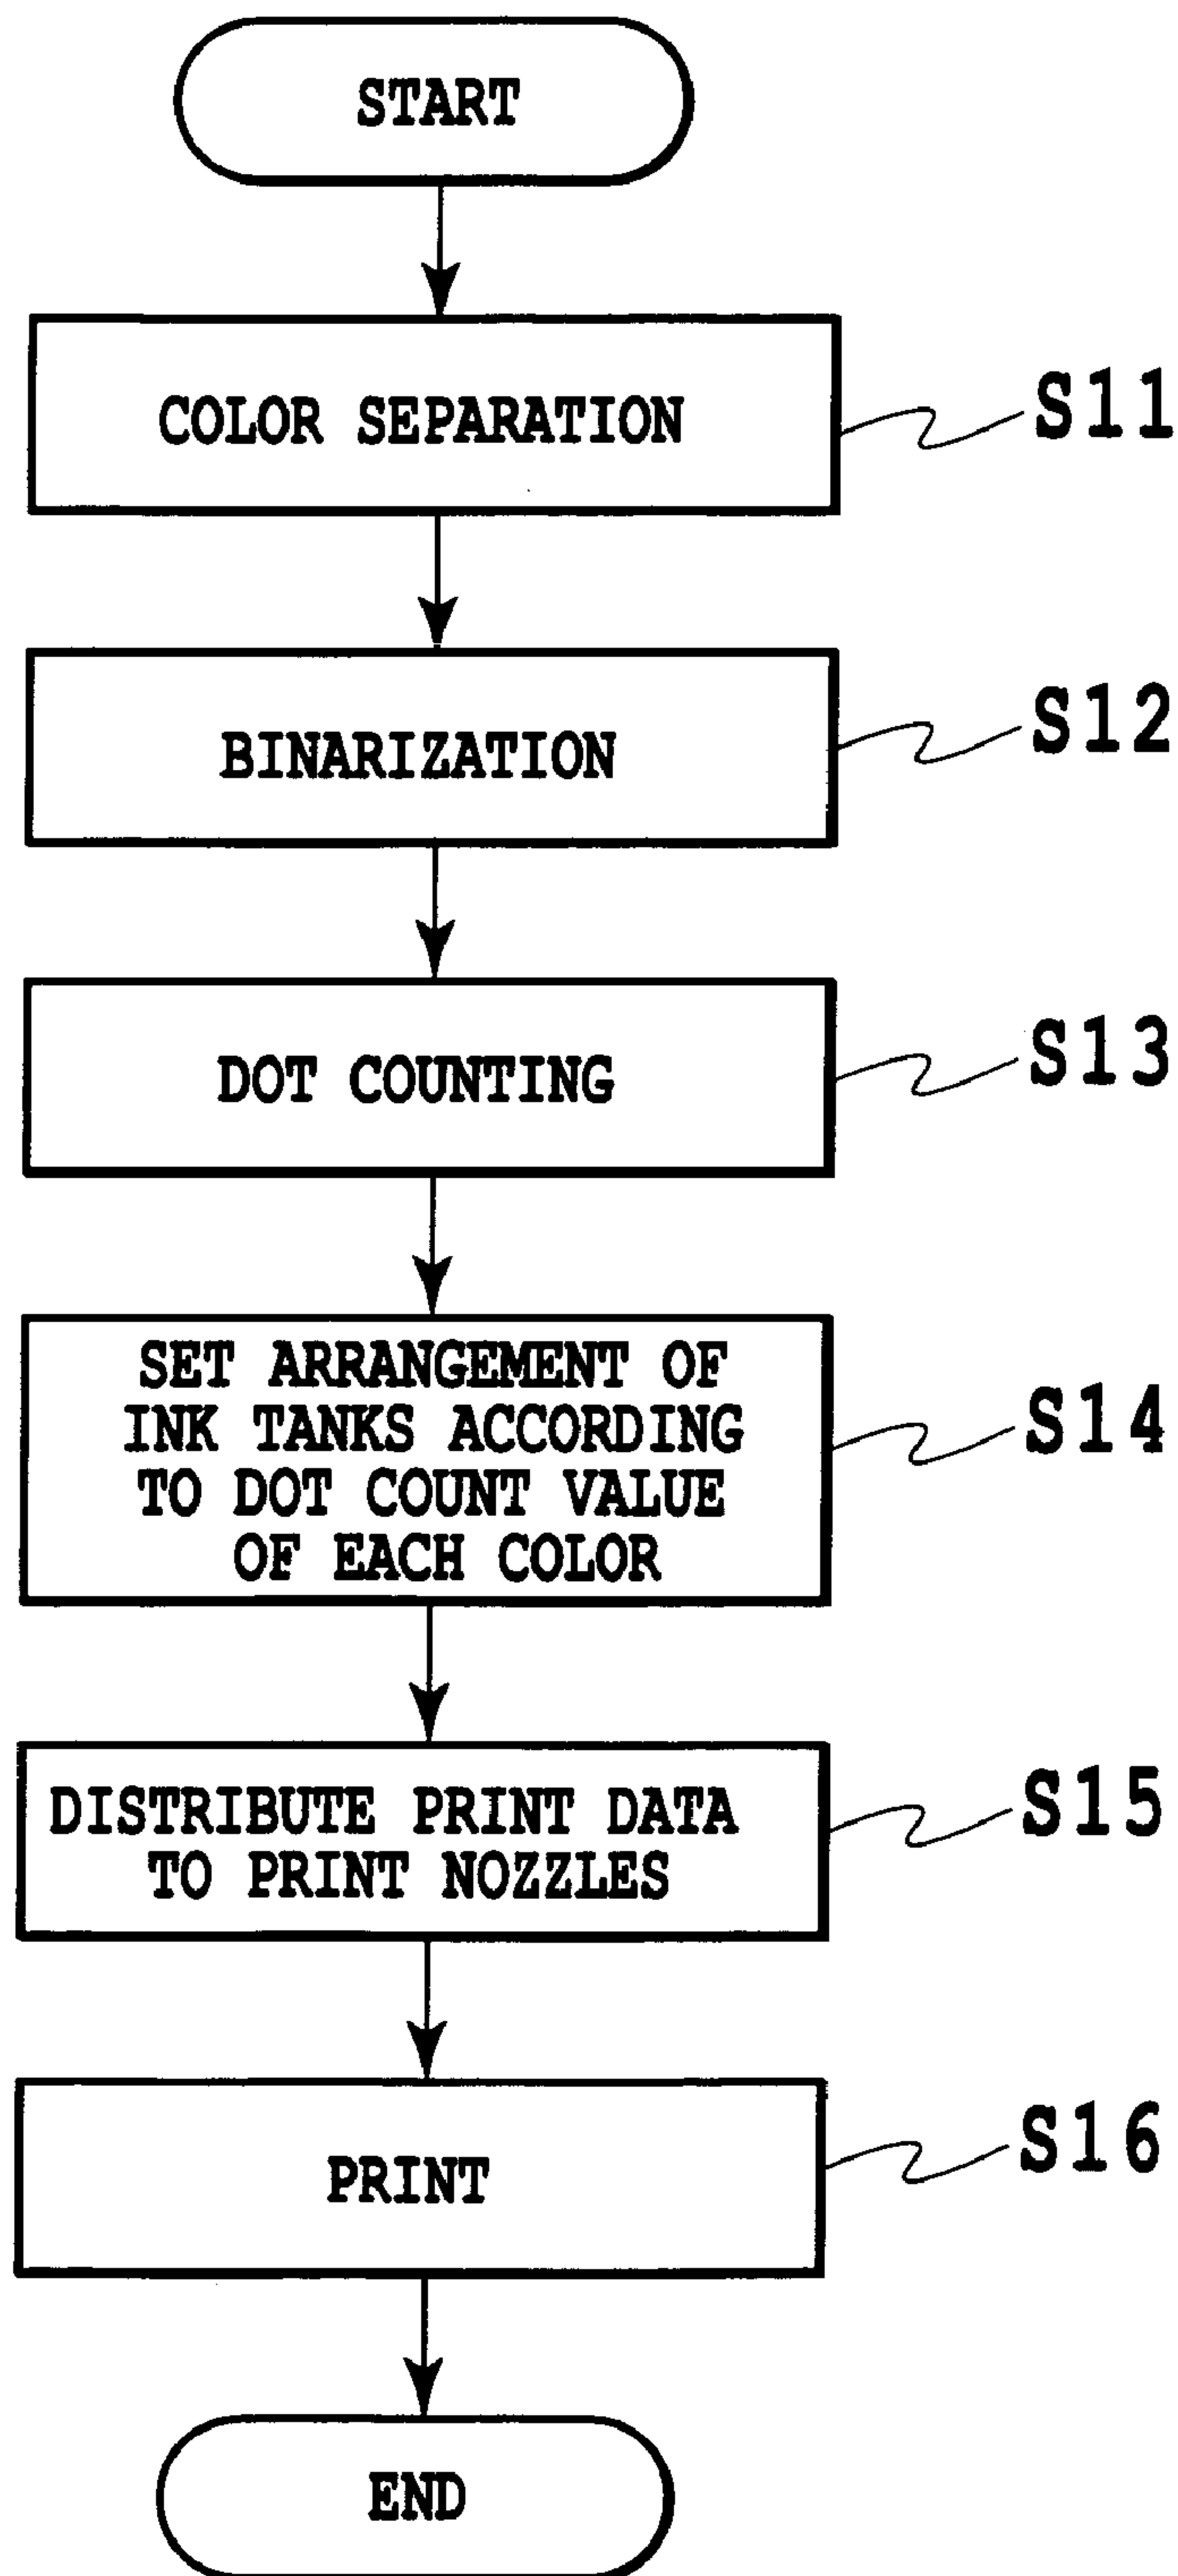 START
COLOR SEPARATION
S11
BINARIZATION
S12
DOT COUNTING
S13
SET ARRANGEMENT OF
INK TANKS ACCORDING
TO DOT COUNT VALUE
OF EACH COLOR
S14
DISTRIBUTE PRINT DATA
TO PRINT NOZZLES
S15
PRINT
S16
END